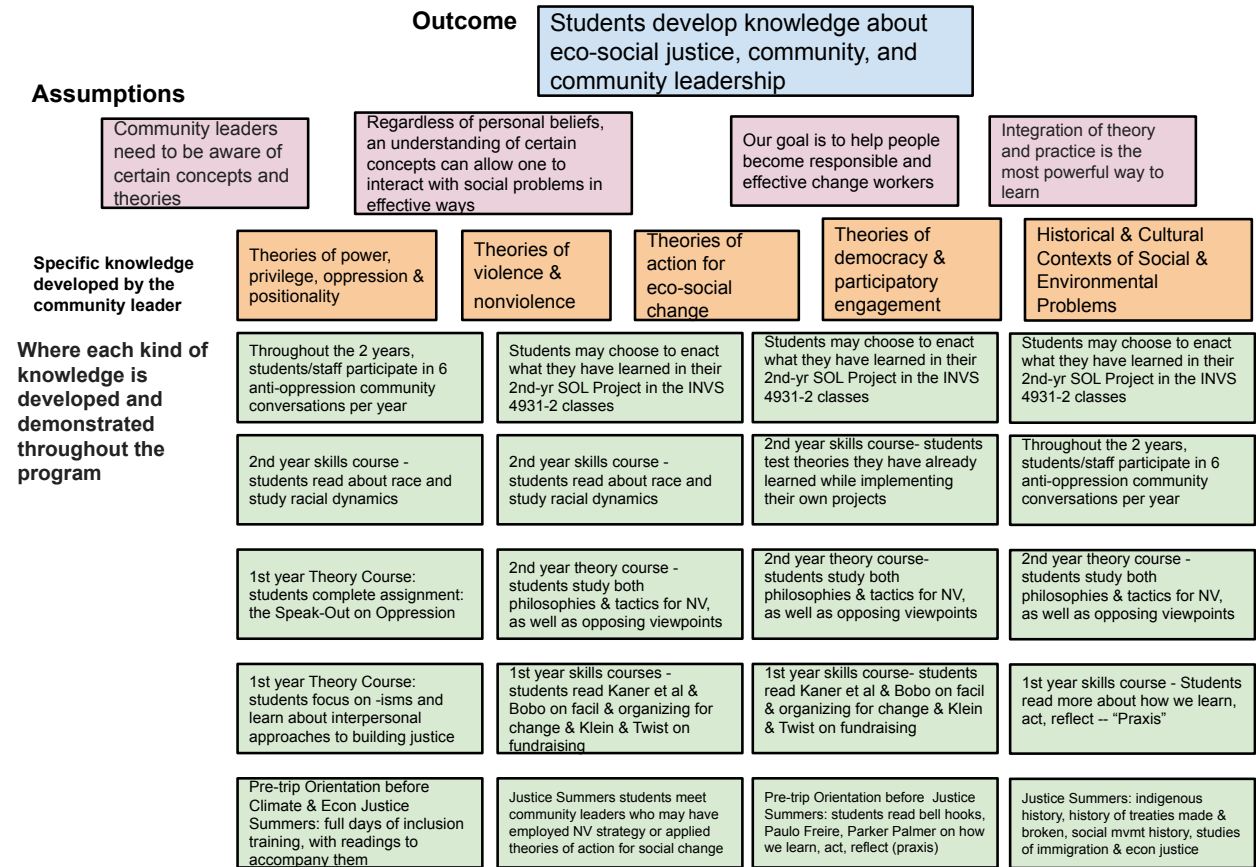 Outcome
Students develop knowledge about
eco-social justice, community, and
community leadership
Assumptions
Community leaders
need to be aware of
certain concepts and
theories
Regardless of personal beliefs,
an understanding of certain
concepts can allow one to
interact with social problems in
effective ways
Our goal is to help people
become responsible and
effective change workers
Integration of theory
and practice is the
most powerful way to
learn
Specific knowledge
developed by the
community leader
Theories of power,
privilege, oppression &
positionality
Theories of
violence &
nonviolence
Theories of
action for
eco-social
change
Theories of
democracy &
participatory
engagement
Historical & Cultural
Contexts of Social &
Environmental
Problems
Where each kind of
knowledge is
developed and
demonstrated
throughout the
program
Throughout the 2 years,
students/staff participate in 6
anti-oppression community
conversations per year
Students may choose to enact
what they have learned in their
2nd-yr SOL Project in the INVS
4931-2 classes
Students may choose to enact
what they have learned in their
2nd-yr SOL Project in the INVS
4931-2 classes
Students may choose to enact
what they have learned in their
2nd-yr SOL Project in the INVS
4931-2 classes
2nd year skills course -
students read about race and
study racial dynamics
2nd year skills course -
students read about race and
study racial dynamics
2nd year skills course- students
test theories they have already
learned while implementing
their own projects
Throughout the 2 years,
students/staff participate in 6
anti-oppression community
conversations per year
1st year Theory Course:
students complete assignment:
the Speak-Out on Oppression
2nd year theory course -
students study both
philosophies & tactics for NV,
as well as opposing viewpoints
2nd year theory course-
students study both
philosophies & tactics for NV,
as well as opposing viewpoints
2nd year theory course -
students study both
philosophies & tactics for NV,
as well as opposing viewpoints
1st year Theory Course:
students focus on -isms and
learn about interpersonal
approaches to building justice
1st year skills courses -
students read Kaner et al &
Bobo on facil & organizing for
change & Klein & Twist on
fundraising
1st year skills course- students
read Kaner et al & Bobo on facil
& organizing for change & Klein
& Twist on fundraising
1st year skills course - Students
read more about how we learn,
act, reflect -- “Praxis”
Pre-trip Orientation before
Climate & Econ Justice
Summers: full days of inclusion
training, with readings to
accompany them
Justice Summers students meet
community leaders who may have
employed NV strategy or applied
theories of action for social change
Pre-trip Orientation before Justice
Summers: students read bell hooks,
Paulo Freire, Parker Palmer on how
we learn, act, reflect (praxis)
Justice Summers: indigenous
history, history of treaties made &
broken, social mvmt history, studies
of immigration & econ justice